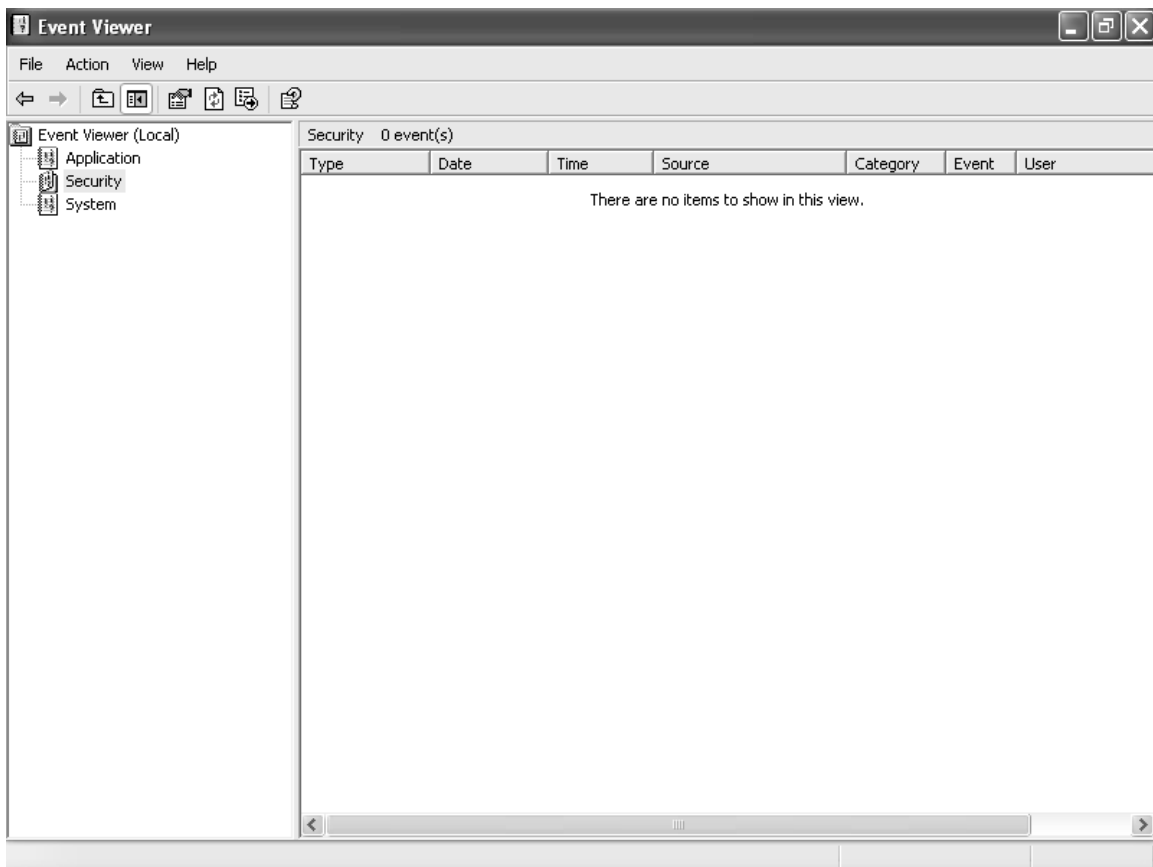 Event Viewer
File Action View Help
Event Viewer (Local)
Application
Security
System
Security 0 event(s)
Type Date Time Source Category Event User
There are no items to show in this view.